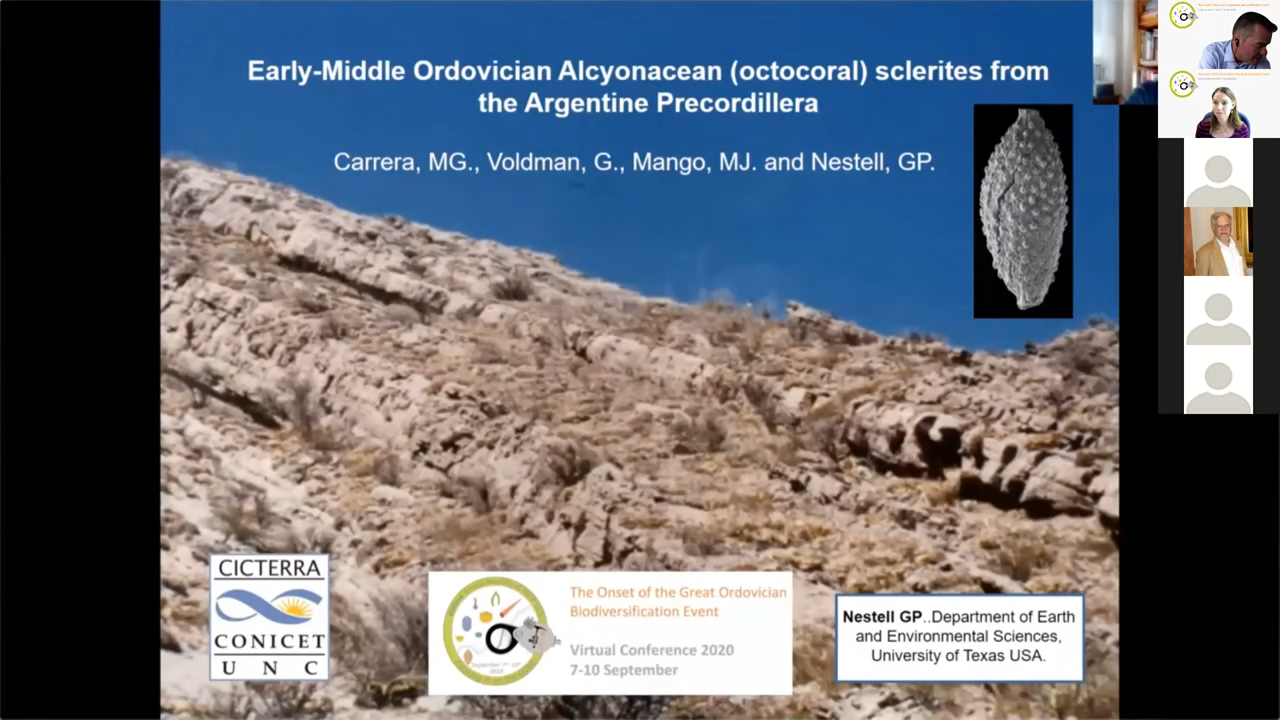 Early-Middle Ordovician Alcyonacean (octocoral) sclerites from
the Argentine Precordillera
Carrera, MG., Voldman, G., Mango, MJ. and Nestell, GP.
CICTERRA
CONICET
U N C
The Onset of the Great Ordovician
Biodiversification Event
Virtual Conference 2020
7-10 September
Nestell GP..Department of Earth
and Environmental Sciences,
University of Texas USA.